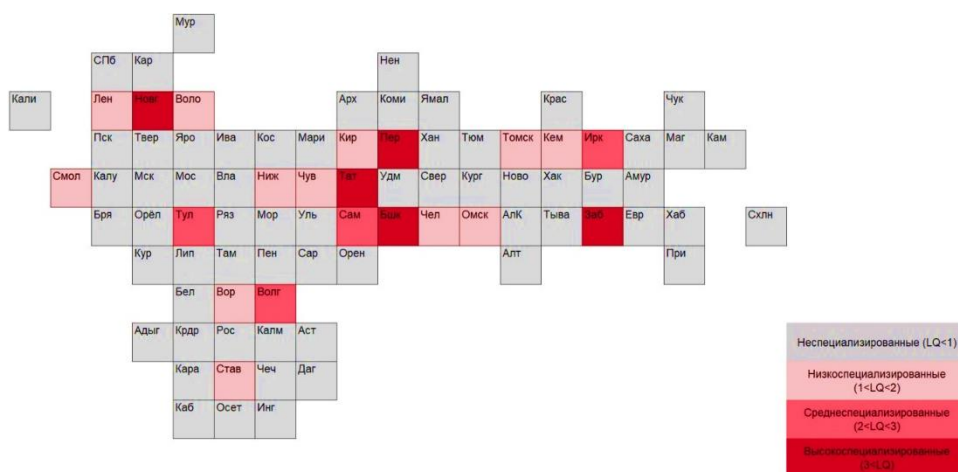 Мур
СПб Кар Нен
Кали Лен Нов Воло Арх Коми Ямал Крас Чук
Пск Твер Яро Ива Кос Мари Кир Пер Хан Тюм Томск Кем Ирк Саха Маг Кам
Смол Калу Мск Мос Вла Ниж Чув Тат Удм Свер Кург Ново Хак Бур Амур
Бря Орёл Тул Ряз Мор Уль Сам Баш Чел Омск АлК Тыва Заб Евр Хаб Схлн
Кур Лип Там Пен Сар Орен Алт При
Бел Вор Волг
Адыг Крдр Рос Калм Аст
Кара Став Чеч Даг
Каб Осет Инг
Неспециализированные (LQ<1)
Низкоспециализированные
(1<LQ<2)
Среднеспециализированные
(2<LQ<3)
Высокоспециализированные
(3<LQ)